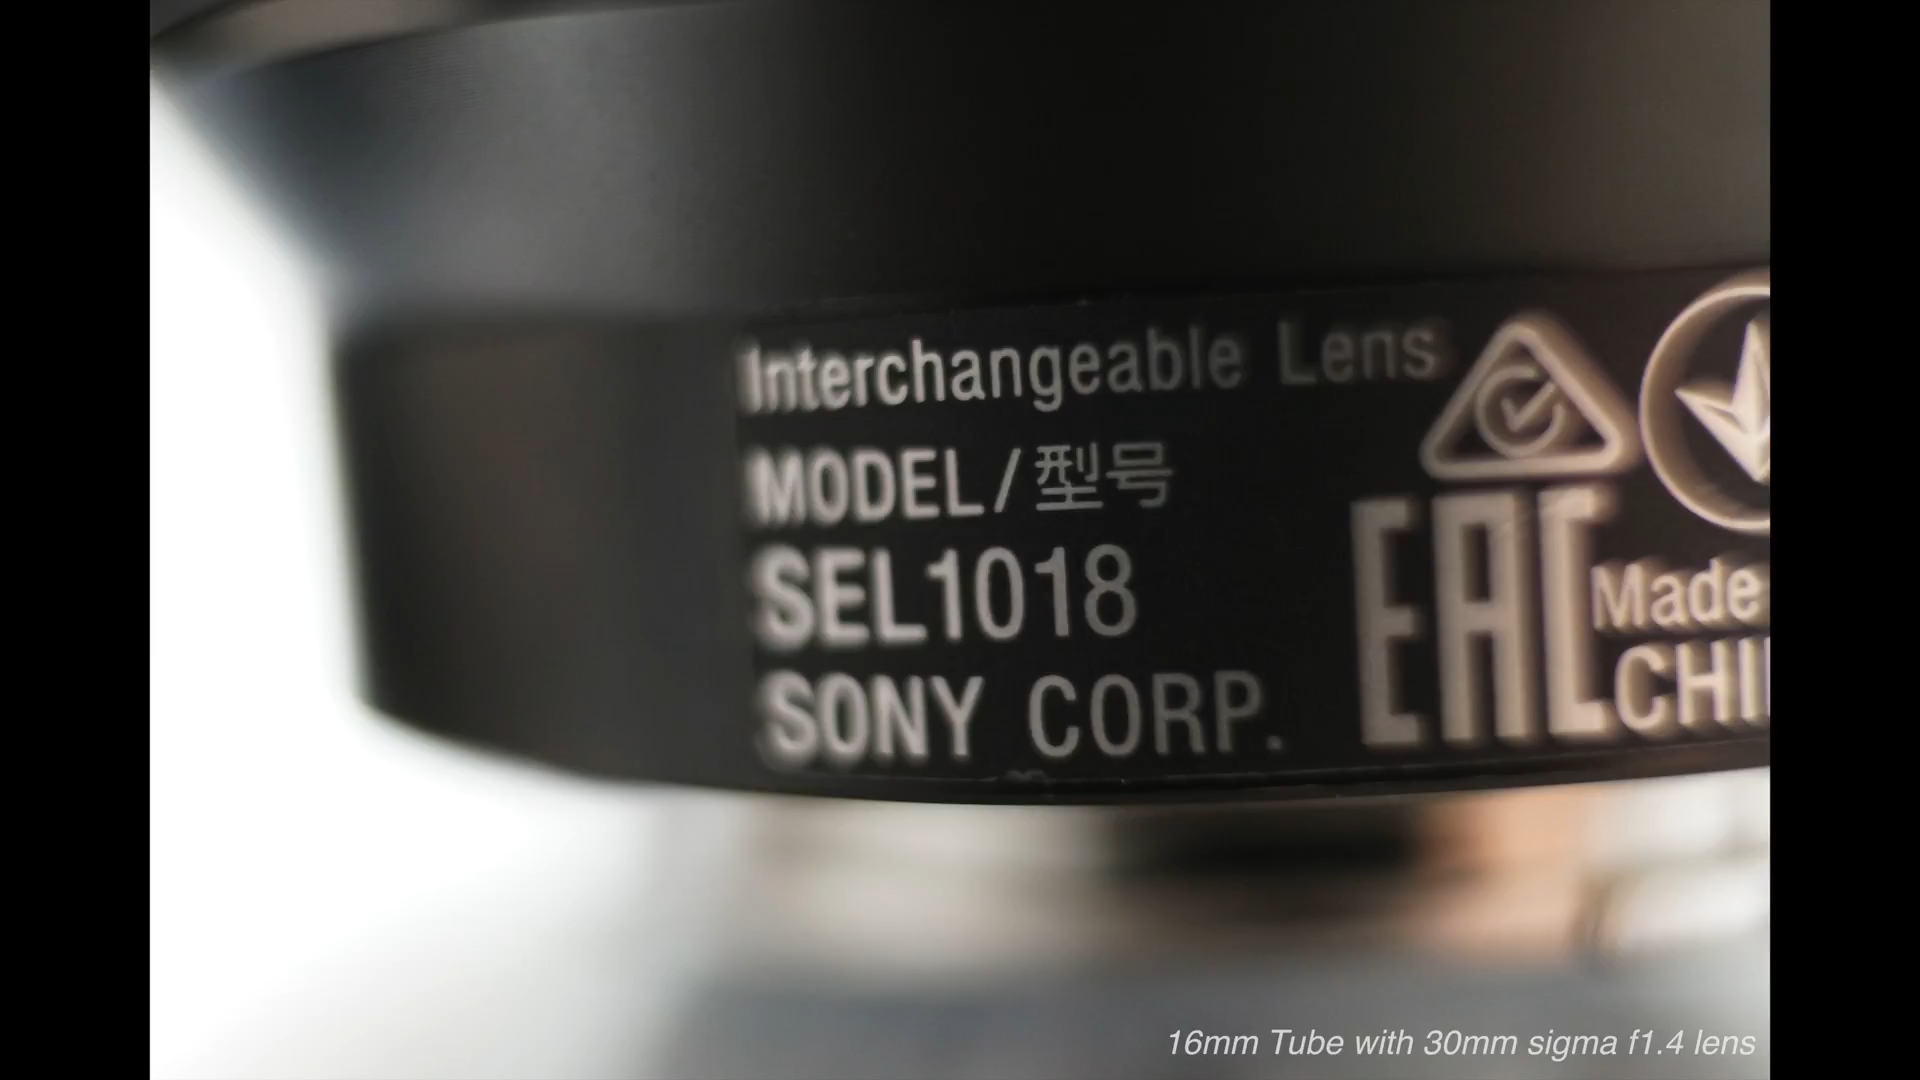 Interchangeable Lens
MODEL/型号
SEL1018
SONY CORP.
EAC
Made
16mm Tube with 30mm sigma f1.4 lens